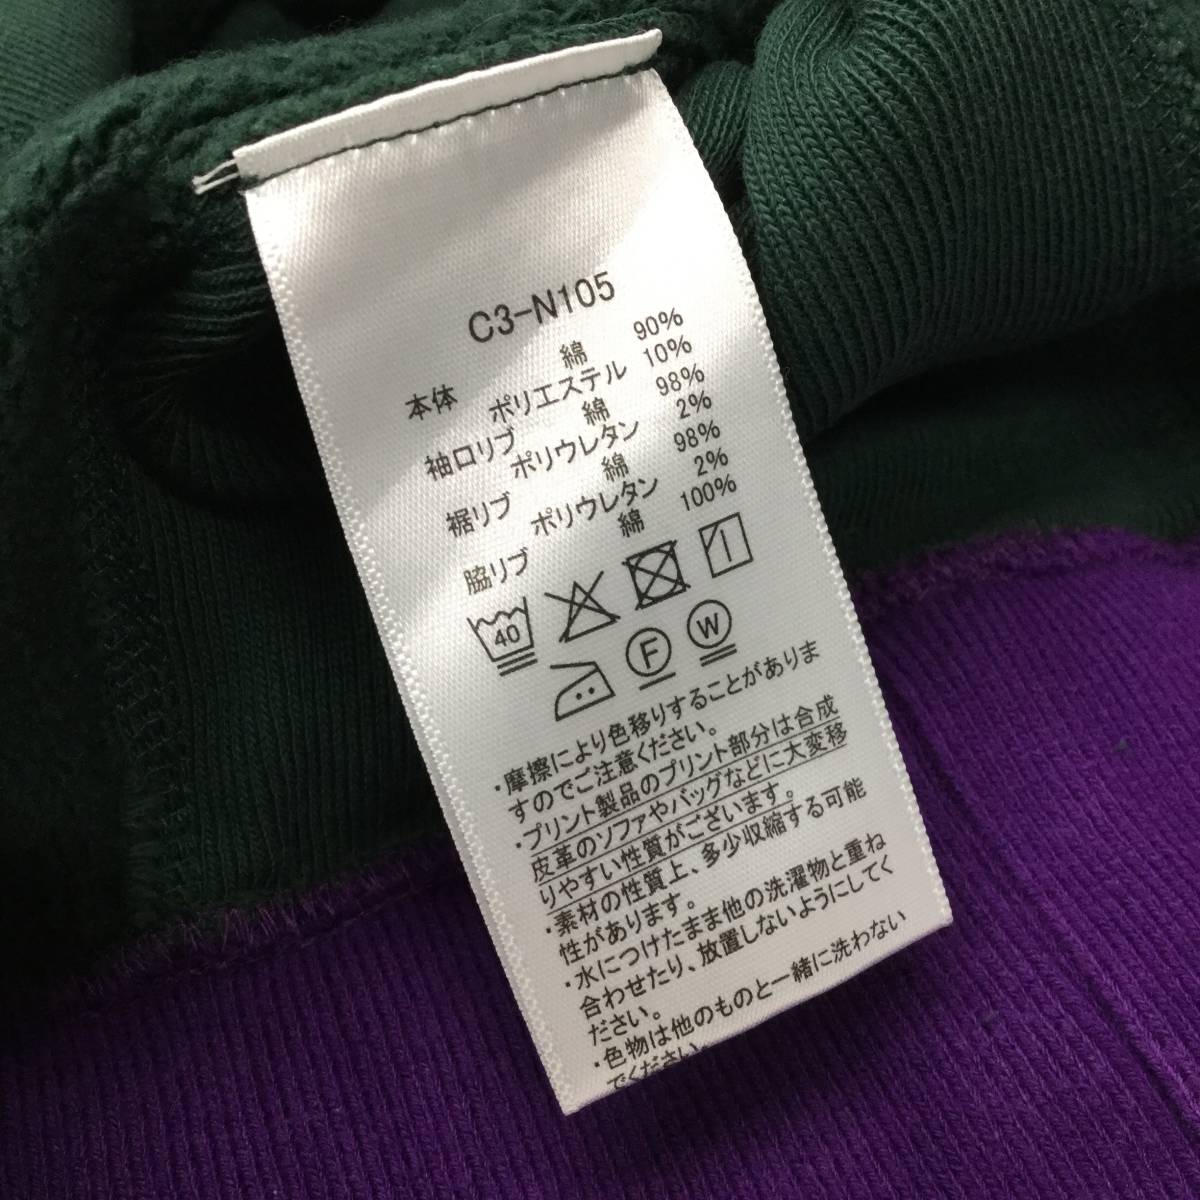 C3-N105
本体 綿 90%
ポリエステル 10%
袖口リブ 綿 98%
ポリウレタン 2%
裾リブ 綿 98%
ポリウレタン 2%
脇リブ 綿 100%
40
F W
・摩擦により色移りすることがありま
すのでご注意ください。
・プリント製品のプリント部分は合成
皮革のソファやバッグなどに大変移
りやすい性質がございます。
・素材の性質上、多少収縮する可能
性があります。
・水につけたまま他の洗濯物と重ね
合わせたり、放置しないようにしてく
ださい。
・色物は他のものと一緒に洗わない
でください。